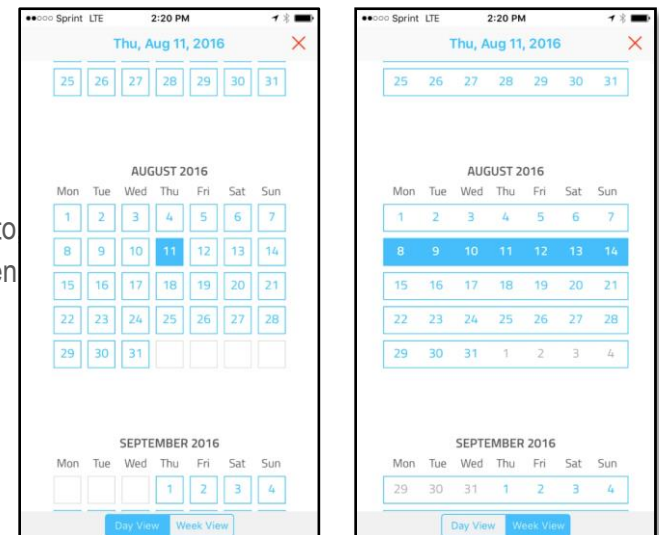 to
en
●●○○○ Sprint LTE 2:20 PM
Thu, Aug 11, 2016 ×
25 26 27 28 29 30 31
AUGUST 2016
Mon Tue Wed Thu Fri Sat Sun
1 2 3 4 5 6 7
8 9 10 11 12 13 14
15 16 17 18 19 20 21
22 23 24 25 26 27 28
29 30 31
SEPTEMBER 2016
Mon Tue Wed Thu Fri Sat Sun
1 2 3 4
Day View Week View
●●○○○ Sprint LTE 2:20 PM
Thu, Aug 11, 2016 ×
25 26 27 28 29 30 31
AUGUST 2016
Mon Tue Wed Thu Fri Sat Sun
1 2 3 4 5 6 7
8 9 10 11 12 13 14
15 16 17 18 19 20 21
22 23 24 25 26 27 28
29 30 31 1 2 3 4
SEPTEMBER 2016
Mon Tue Wed Thu Fri Sat Sun
29 30 31 1 2 3 4
Day View Week View